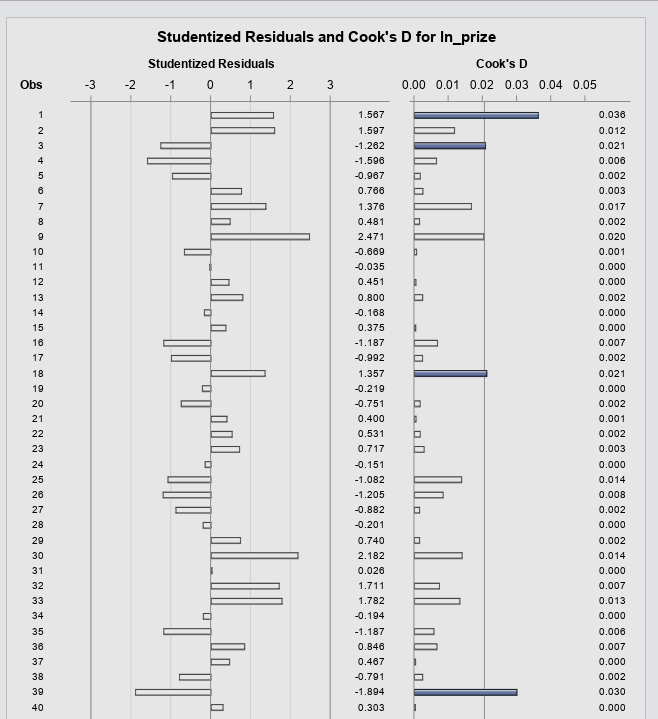 Studentized Residuals and Cook's D for ln_prize
Studentized Residuals Cook's D
Obs -3 -2 -1 0 1 2 3 0.00 0.01 0.02 0.03 0.04 0.05
1 1.567 0.036
2 1.597 0.012
3 -1.262 0.021
4 -1.596 0.006
5 -0.967 0.002
6 0.766 0.003
7 1.376 0.017
8 0.481 0.002
9 2.471 0.020
10 -0.669 0.001
11 -0.035 0.000
12 0.451 0.000
13 0.800 0.002
14 -0.168 0.000
15 0.375 0.000
16 -1.187 0.007
17 -0.992 0.002
18 1.357 0.021
19 -0.219 0.000
20 -0.751 0.002
21 0.400 0.001
22 0.531 0.002
23 0.717 0.003
24 -0.151 0.000
25 -1.082 0.014
26 -1.205 0.008
27 -0.882 0.002
28 -0.201 0.000
29 0.740 0.002
30 2.182 0.014
31 0.026 0.000
32 1.711 0.007
33 1.782 0.013
34 -0.194 0.000
35 -1.187 0.006
36 0.846 0.007
37 0.467 0.000
38 -0.791 0.002
39 -1.894 0.030
40 0.303 0.000